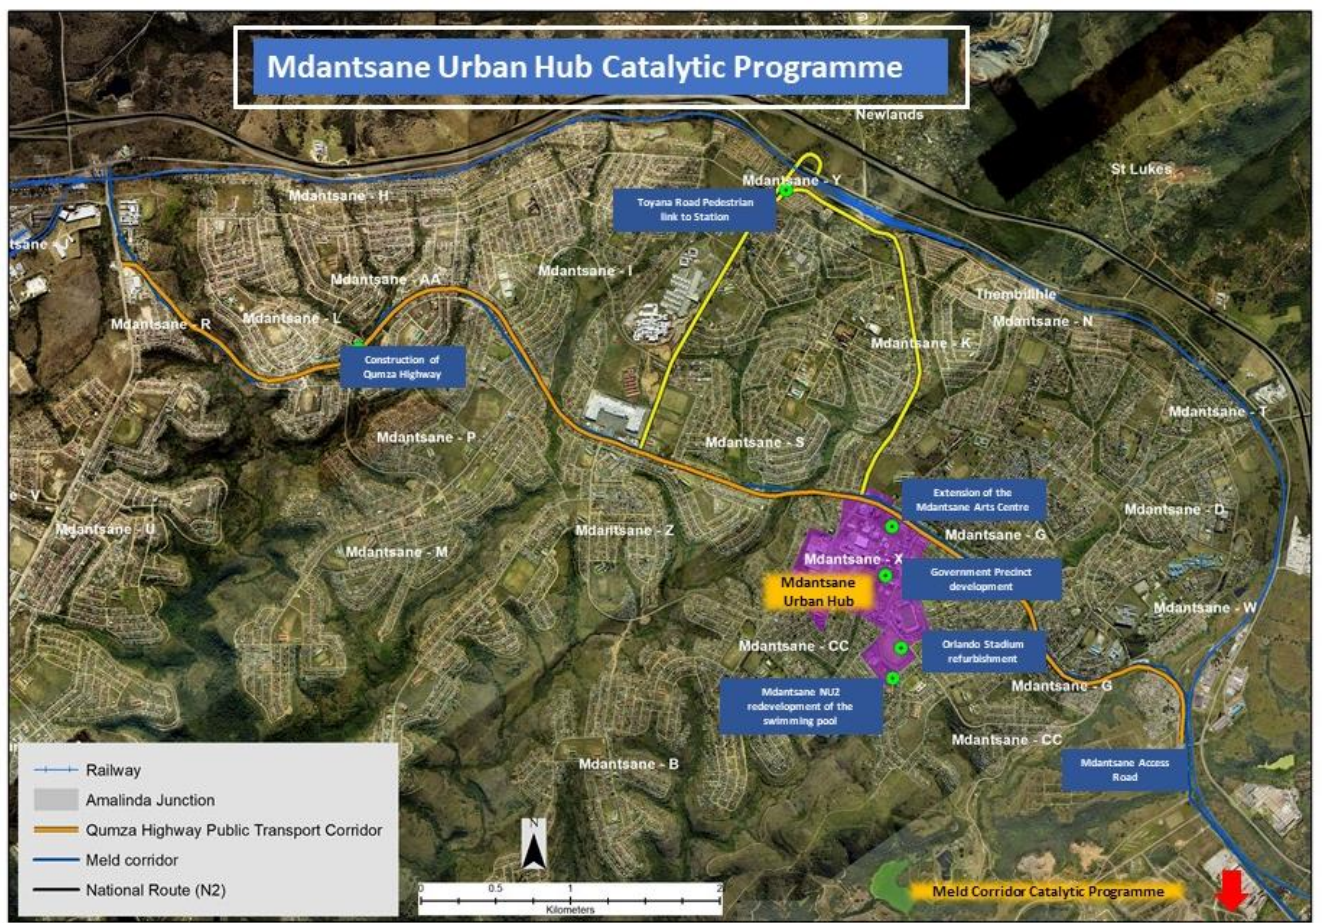 Mdantsane Urban Hub Catalytic Programme
Newlands
St Lukes
Mdantsane - Y
Mdantsane - H
Toyana Road Pedestrian
link to Station
tsane - J
Mdantsane - I
Mdantsane - AA
Thembilihle
Mdantsane - R
Mdantsane - L
Mdantsane - N
Mdantsane - K
Construction of
Qumza Highway
Mdantsane - T
Mdantsane - P
Mdantsane - S
e - V
Extension of the
Mdantsane Arts Centre
Mdantsane - D
Mdantsane - U
Mdantsane - Z
Mdantsane - G
Mdantsane - M
Mdantsane - X
Government Precinct
development
Mdantsane
Urban Hub
Mdantsane - W
Mdantsane - CC
Orlando Stadium
refurbishment
Mdantsane - G
Mdantsane NU2
redevelopment of the
swimming pool
Mdantsane - CC
Mdantsane - B
Mdantsane Access
Road
Railway
Amalinda Junction
Qumza Highway Public Transport Corridor
Meld corridor
National Route (N2)
N
0 0.5 1 2
Kilometers
Meld Corridor Catalytic Programme